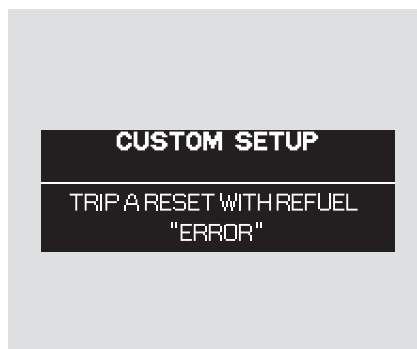 CUSTOM SETUP
TRIP A RESET WITH REFUEL
"ERROR"